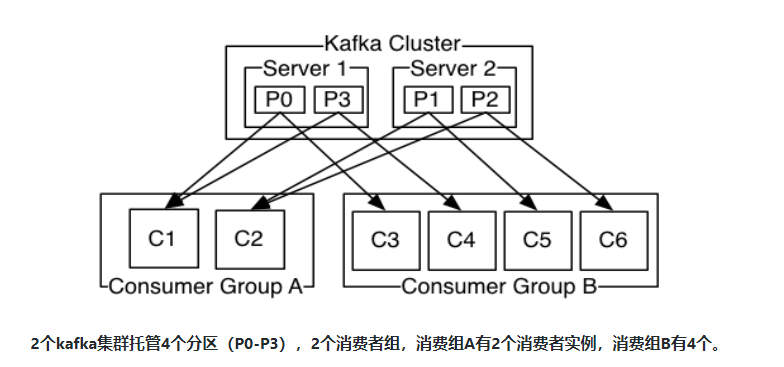 Kafka Cluster
Server 1
Server 2
P0
P3
P1
P2
C1
C2
C3
C4
C5
C6
Consumer Group A
Consumer Group B
2个kafka集群托管4个分区（P0-P3），2个消费者组，消费组A有2个消费者实例，消费组B有4个。